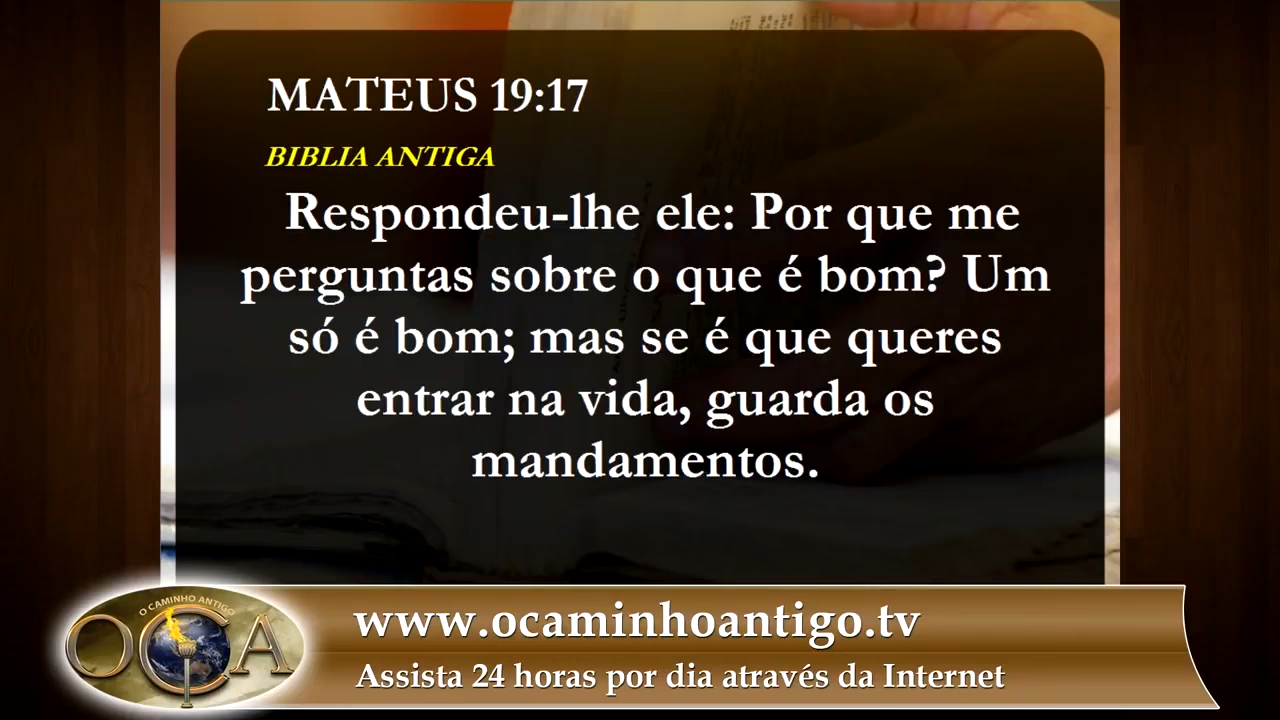 MATEUS 19:17
BIBLIA ANTIGA
Respondeu-lhe ele: Por que me
perguntas sobre o que é bom? Um
só é bom; mas se é que queres
entrar na vida, guarda os
mandamentos.
O CAMINHO ANTIGO
OCA
www.ocaminhoantigo.tv
Assista 24 horas por dia através da Internet